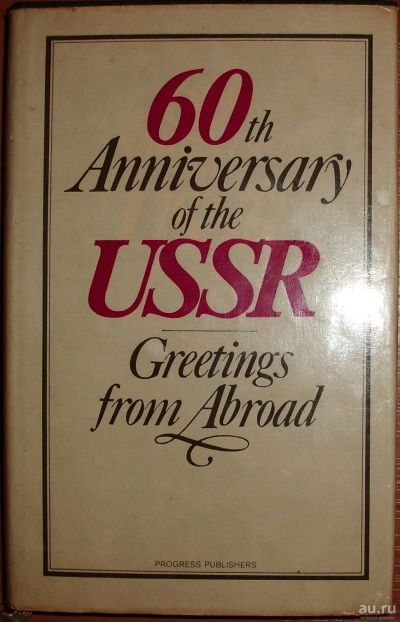 60th
Anniversary
of the
USSR
Greetings
from Abroad
PROGRESS PUBLISHERS
au.ru